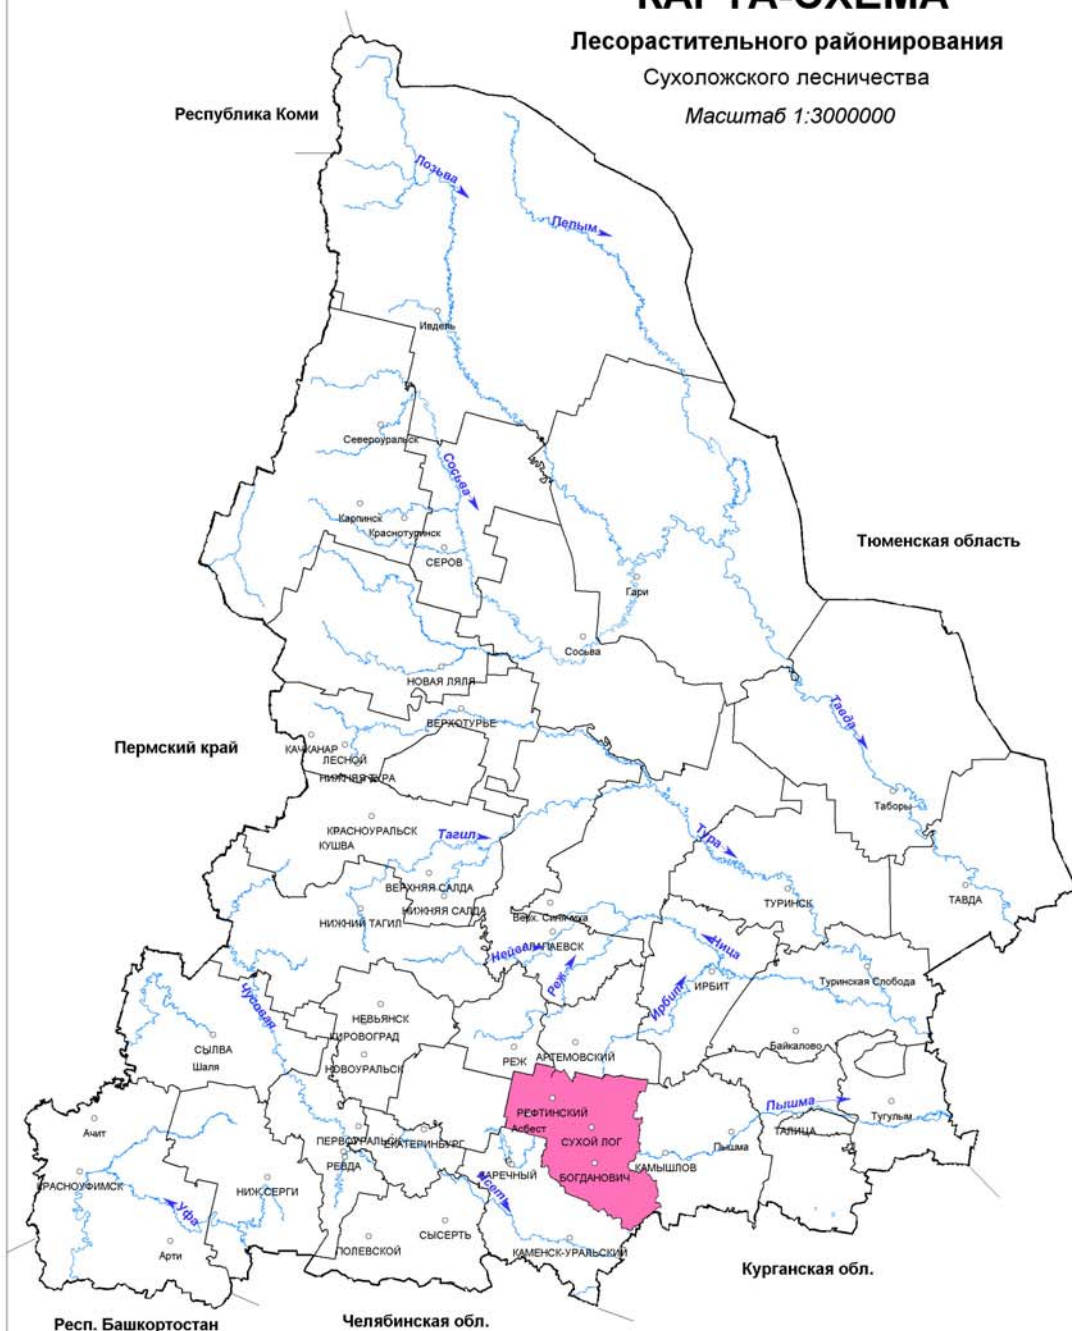 КАРТА-СХЕМА
Лесорастительного районирования
Сухоложского лесничества
Масштаб 1:3000000
Республика Коми
Лозьва
Пелым
Ивдель
Североуральск
Сосьва
Карпинск
Краснотурьинск
СЕРОВ
Тюменская область
Гари
Сосьва
НОВАЯ ЛЯЛЯ
Тавда
ВЕРХОТУРЬЕ
Пермский край
КАЧКАНАР
ЛЕСНОЙ
НИЖНЯЯ ТУРА
Таборы
КРАСНОУРАЛЬСК
Тагил
Тура
КУШВА
ВЕРХНЯЯ САЛДА
ТАВДА
ТУРИНСК
НИЖНЯЯ САЛДА
НИЖНИЙ ТАГИЛ
Верх. Синячиха
АЛАПАЕВСК
Нейва
Ница
Реж
Ирбит
ИРБИТ
Туринская Слобода
Чусовая
НЕВЬЯНСК
КИРОВОГРАД
Байкалово
СЫЛВА
Шаля
РЕЖ
АРТЕМОВСКИЙ
НОВОУРАЛЬСК
Пышма
РЕФТИНСКИЙ
Тугулым
Асбест
Ачит
ТАЛИЦА
ПЕРВОУРАЛЬСК
ЕКАТЕРИНБУРГ
СУХОЙ ЛОГ
Пышма
РЕВДА
КАМЫШЛОВ
ЗАРЕЧНЫЙ
БОГДАНОВИЧ
КРАСНОУФИМСК
НИЖ.СЕРГИ
Исеть
Уфа
СЫСЕРТЬ
ПОЛЕВСКОЙ
КАМЕНСК-УРАЛЬСКИЙ
Арти
Курганская обл.
Челябинская обл.
Респ. Башкортостан